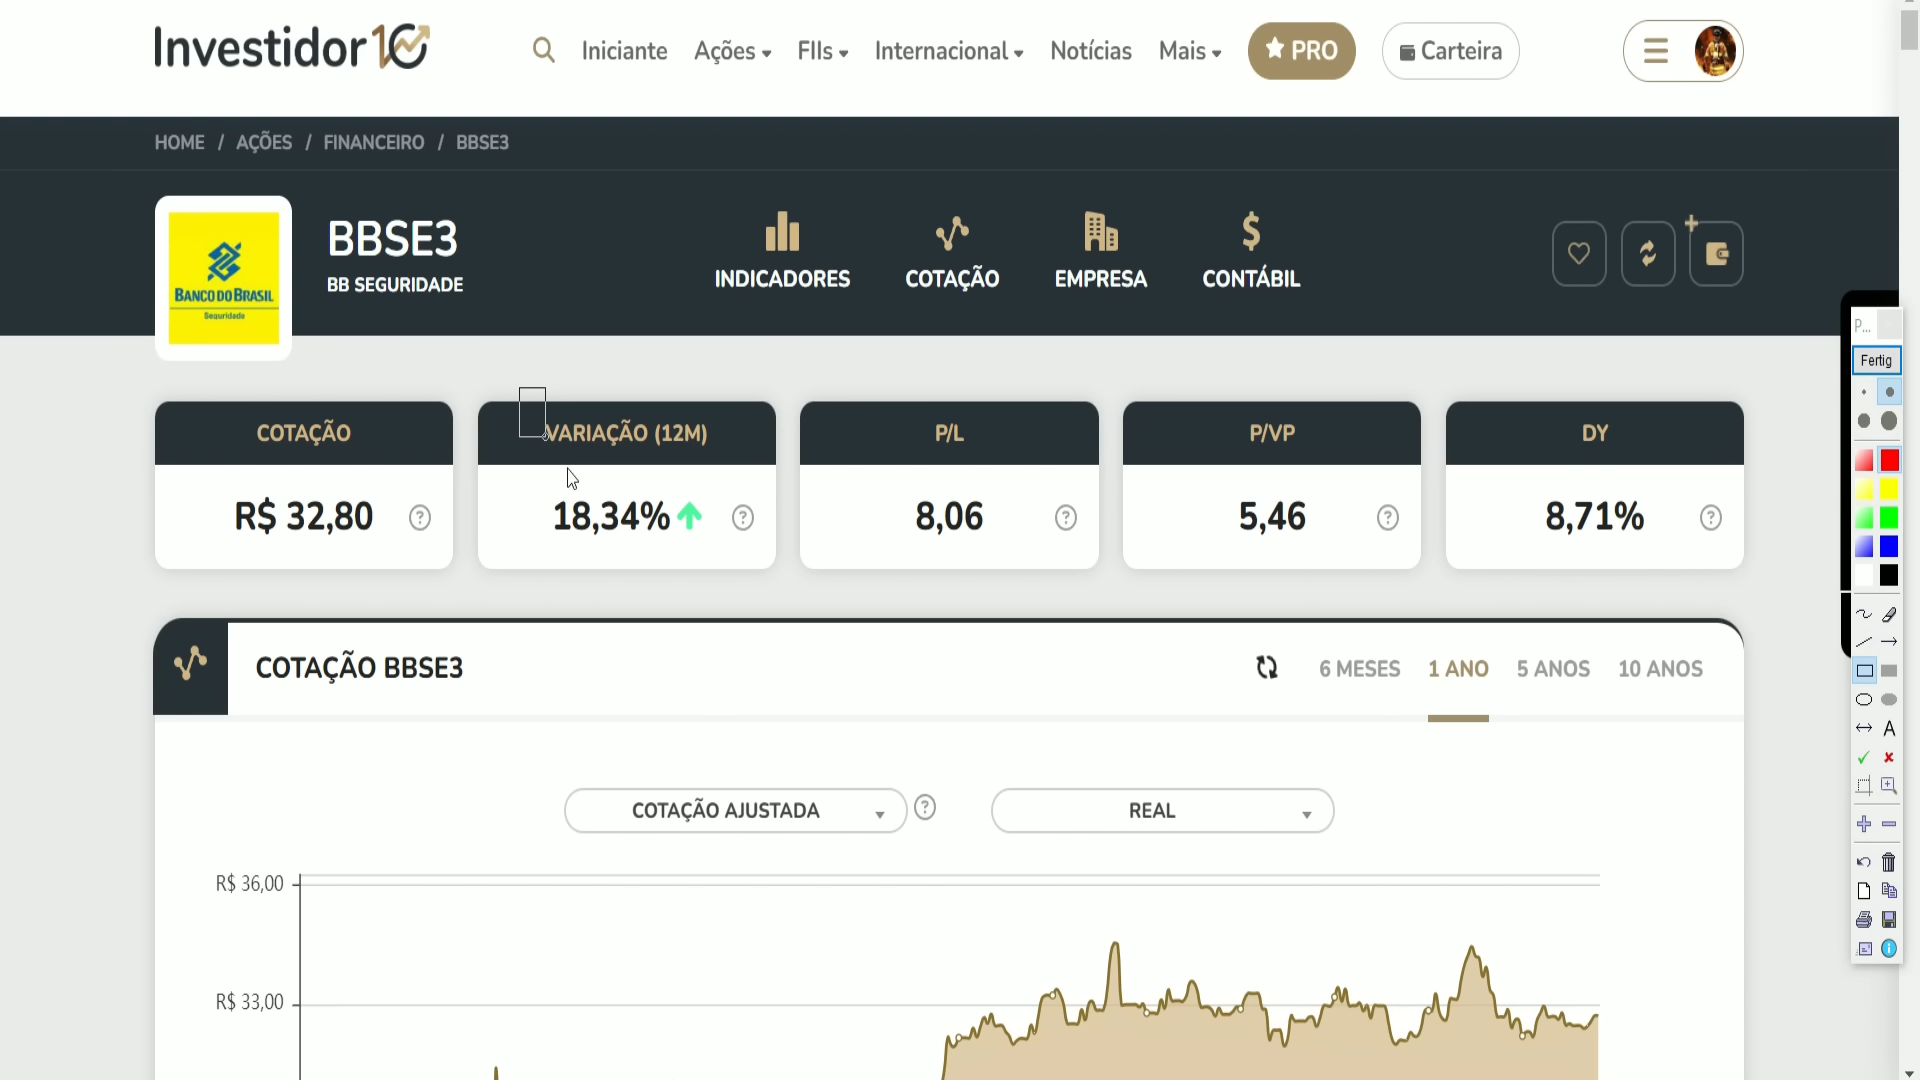 Investidor10
Iniciante
Ações
FIIs
Internacional
Notícias
Mais
PRO
Carteira
HOME / AÇÕES / FINANCEIRO / BBSE3
BANCO DO BRASIL
Seguridade
BBSE3
BB SEGURIDADE
INDICADORES
COTAÇÃO
EMPRESA
CONTÁBIL
P...
Fertig
COTAÇÃO
R$ 32,80
VARIAÇÃO (12M)
18,34%
P/L
8,06
P/VP
5,46
DY
8,71%
COTAÇÃO BBSE3
6 MESES
1 ANO
5 ANOS
10 ANOS
COTAÇÃO AJUSTADA
REAL
R$ 36,00
R$ 33,00
A